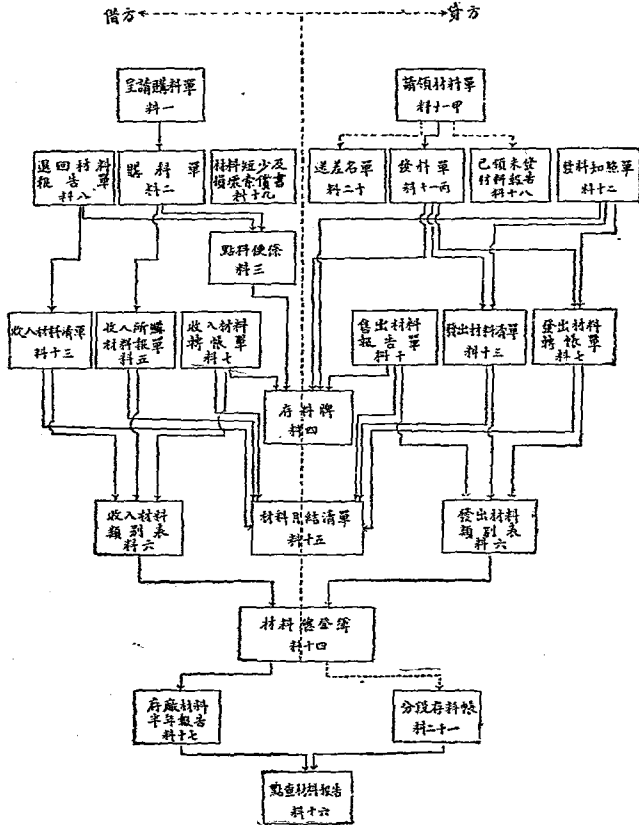 借方
貸方
呈請購料單
料一
請領材料單
料十一甲
退回材料
報告單
料八
購料單
料二
材料短少及
損壞索償書
料十九
送差名單
料二十
發料單
料十一丙
已領未發
材料報告
料十八
發料知照單
料十二
點料便條
料三
收入材料清單
料十三
收入所購
材料報單
料五
收入材料
轉帳單
料七
售出材料
報告單
料十
發出材料清單
料十三
發出材料
轉帳單
料七
存料牌
料四
收入材料
類別表
料六
材料月結清單
料十五
發出材料
類別表
料六
材料總登簿
料十四
存廠材料
半年報告
料十七
分段存料帳
料二十一
點查材料報告
料十六